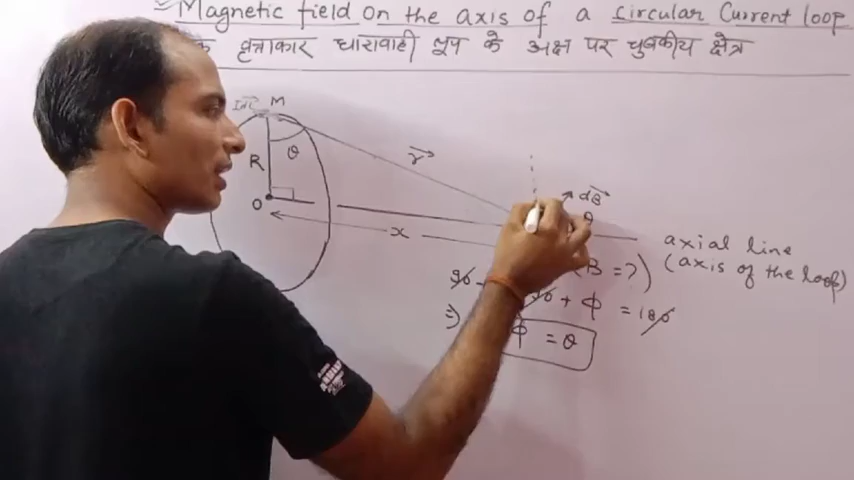 Magnetic field on the axis of a circular current loop
वृत्ताकार धारावाही लूप के अक्ष पर चुंबकीय क्षेत्र
M
R
θ
O
r
x
dB
θ
axial line
(axis of the loop)
(B = ?)
90 + φ = 180
⇒
φ = θ